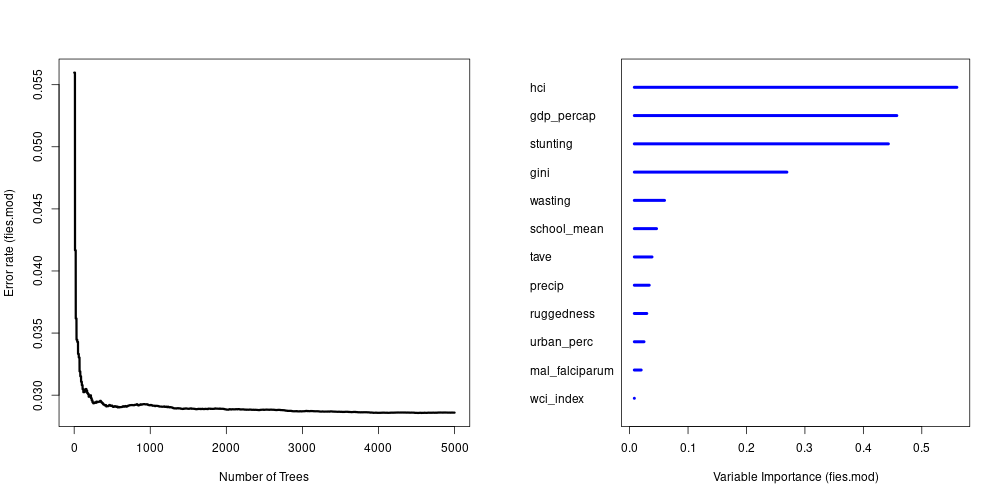 Error rate (fies.mod)
0.055
0.050
0.045
0.040
0.035
0.030
0
1000
2000
3000
4000
5000
Number of Trees
hci
gdp_percap
stunting
gini
wasting
school_mean
tave
precip
ruggedness
urban_perc
mal_falciparum
wci_index
0.0
0.1
0.2
0.3
0.4
0.5
Variable Importance (fies.mod)